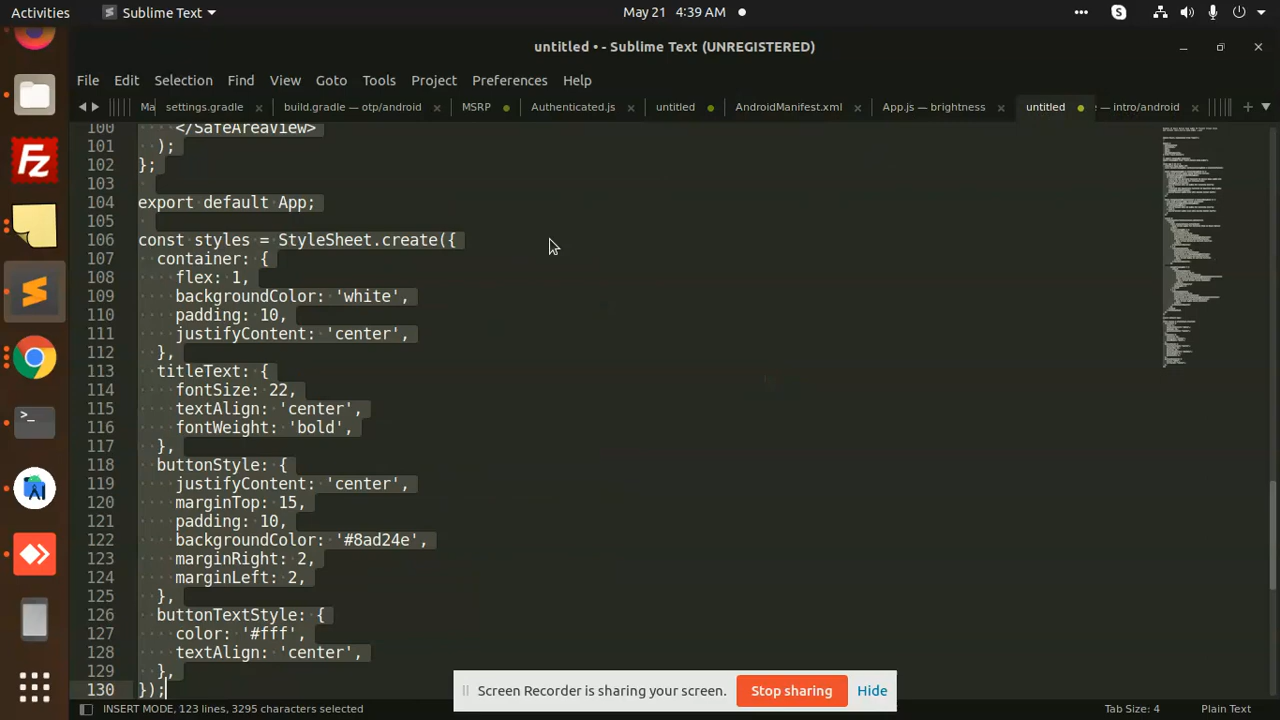 Activities Sublime Text May 21 4:39 AM
untitled • - Sublime Text (UNREGISTERED)
File Edit Selection Find View Goto Tools Project Preferences Help
Ma settings.gradle build.gradle — otp/android MSRP Authenticated.js untitled AndroidManifest.xml App.js — brightness untitled — intro/android
100 </SafeAreaView>
101 );
102 };
103
104 export default App;
105
106 const styles = StyleSheet.create({
107 container: {
108 flex: 1,
109 backgroundColor: 'white',
110 padding: 10,
111 justifyContent: 'center',
112 },
113 titleText: {
114 fontSize: 22,
115 textAlign: 'center',
116 fontWeight: 'bold',
117 },
118 buttonStyle: {
119 justifyContent: 'center',
120 marginTop: 15,
121 padding: 10,
122 backgroundColor: '#8ad24e',
123 marginRight: 2,
124 marginLeft: 2,
125 },
126 buttonTextStyle: {
127 color: '#fff',
128 textAlign: 'center',
129 },
130 });
Screen Recorder is sharing your screen. Stop sharing Hide
INSERT MODE, 123 lines, 3295 characters selected Tab Size: 4 Plain Text